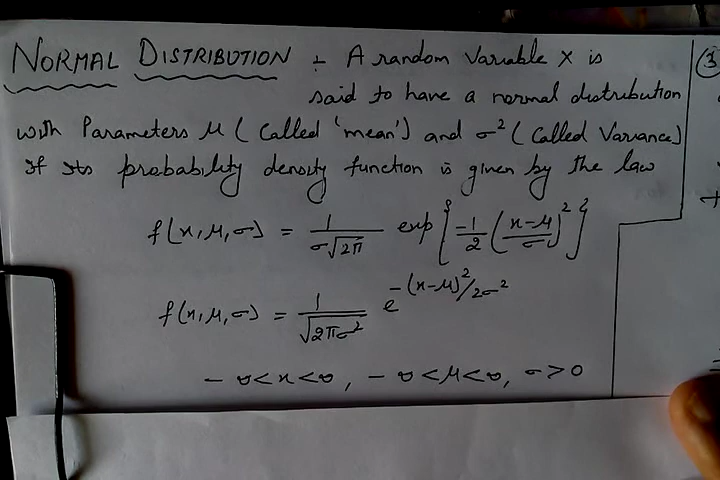 NORMAL DISTRIBUTION :- A random Variable X is
said to have a normal distribution
with Parameters μ (Called 'mean') and σ² (Called Variance)
If its probability density function is given by the law
f(x, μ, σ) = 1/(σ√2π) exp{-1/2 ((x-μ)/σ)²}
f(x, μ, σ) = 1/√(2πσ²) e^-(x-μ)²/2σ²
-∞<x<∞, -∞<μ<∞, σ>0
3